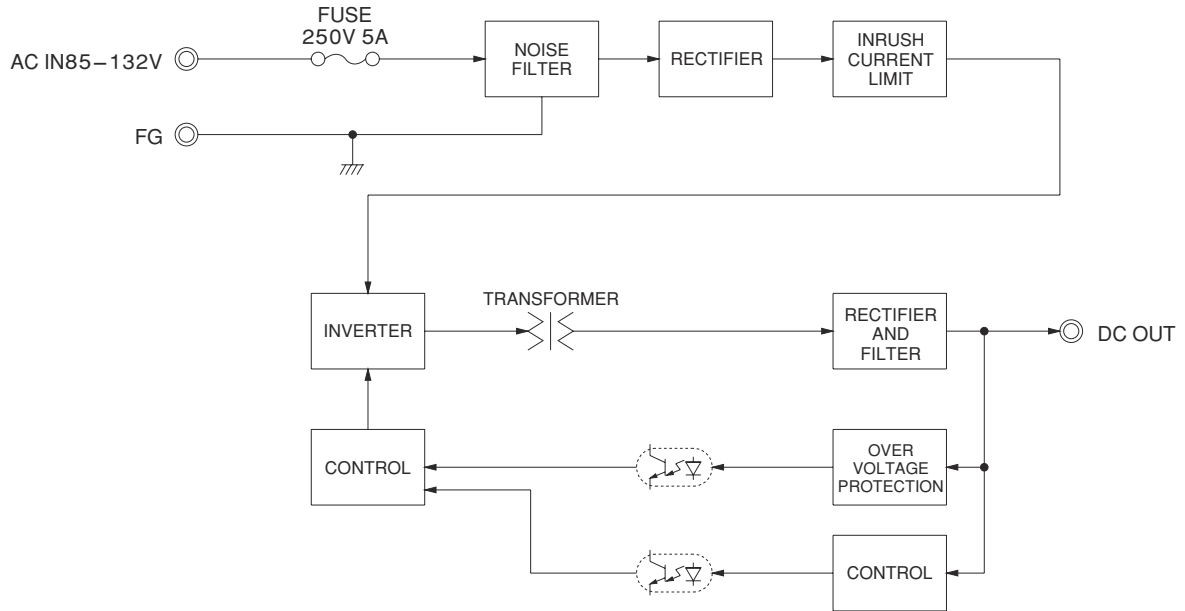 FUSE
250V 5A
AC IN85−132V
NOISE
FILTER
RECTIFIER
INRUSH
CURRENT
LIMIT
FG
TRANSFORMER
INVERTER
RECTIFIER
AND
FILTER
DC OUT
CONTROL
OVER
VOLTAGE
PROTECTION
CONTROL